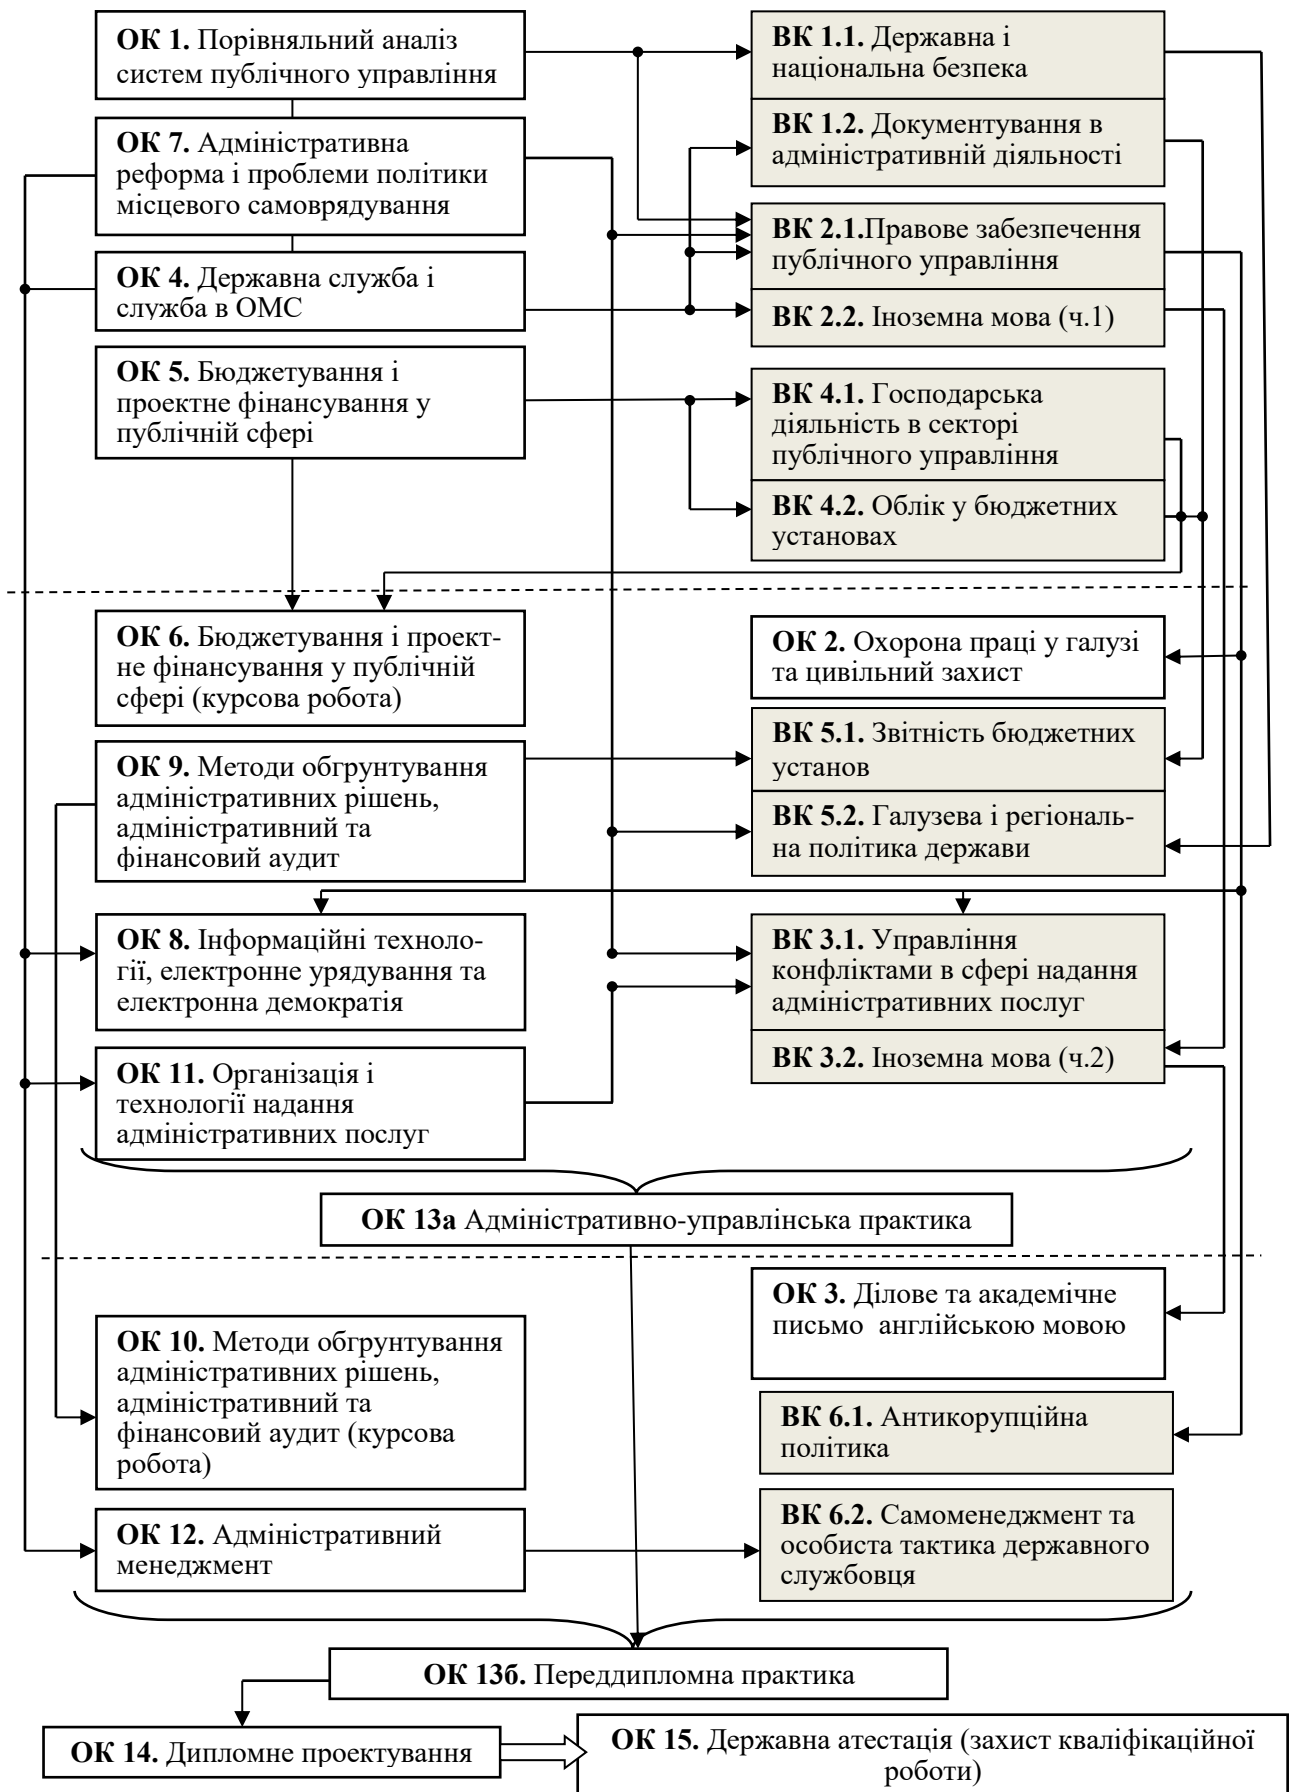 ОК 1. Порівняльний аналіз
систем публічного управління
ОК 7. Адміністративна
реформа і проблеми політики
місцевого самоврядування
ОК 4. Державна служба і
служба в ОМС
ОК 5. Бюджетування і
проектне фінансування у
публічній сфері
ВК 1.1. Державна і
національна безпека
ВК 1.2. Документування в
адміністративній діяльності
ВК 2.1.Правове забезпечення
публічного управління
ВК 2.2. Іноземна мова (ч.1)
ВК 4.1. Господарська
діяльність в секторі
публічного управління
ВК 4.2. Облік у бюджетних
установах
ОК 6. Бюджетування і проект-
не фінансування у публічній
сфері (курсова робота)
ОК 9. Методи обгрунтування
адміністративних рішень,
адміністративний та
фінансовий аудит
ОК 8. Інформаційні техноло-
гії, електронне урядування та
електронна демократія
ОК 11. Організація і
технології надання
адміністративних послуг
ОК 2. Охорона праці у галузі
та цивільний захист
ВК 5.1. Звітність бюджетних
установ
ВК 5.2. Галузева і регіональ-
на політика держави
ВК 3.1. Управління
конфліктами в сфері надання
адміністративних послуг
ВК 3.2. Іноземна мова (ч.2)
ОК 13а Адміністративно-управлінська практика
ОК 10. Методи обгрунтування
адміністративних рішень,
адміністративний та
фінансовий аудит (курсова
робота)
ОК 12. Адміністративний
менеджмент
ОК 3. Ділове та академічне
письмо англійською мовою
ВК 6.1. Антикорупційна
політика
ВК 6.2. Самоменеджмент та
особиста тактика державного
службовця
ОК 13б. Переддипломна практика
ОК 14. Дипломне проектування
ОК 15. Державна атестація (захист кваліфікаційної
роботи)